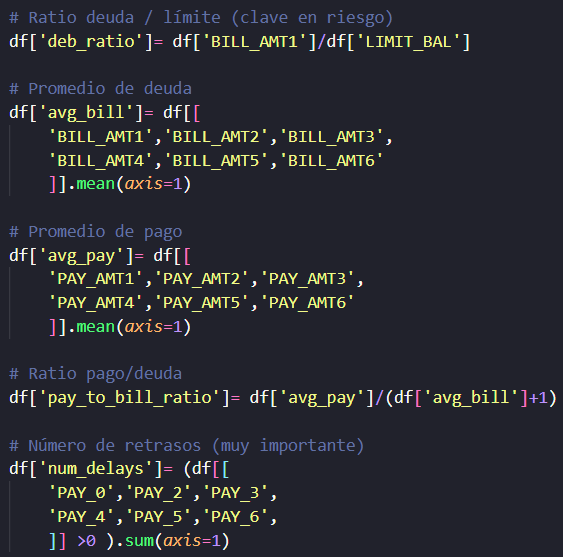 # Ratio deuda / límite (clave en riesgo)
df['deb_ratio']= df['BILL_AMT1']/df['LIMIT_BAL']
# Promedio de deuda
df['avg_bill']= df[[
'BILL_AMT1','BILL_AMT2','BILL_AMT3',
'BILL_AMT4','BILL_AMT5','BILL_AMT6'
]].mean(axis=1)
# Promedio de pago
df['avg_pay']= df[[
'PAY_AMT1','PAY_AMT2','PAY_AMT3',
'PAY_AMT4','PAY_AMT5','PAY_AMT6'
]].mean(axis=1)
# Ratio pago/deuda
df['pay_to_bill_ratio']= df['avg_pay']/(df['avg_bill']+1)
# Número de retrasos (muy importante)
df['num_delays']= (df[[
'PAY_0','PAY_2','PAY_3',
'PAY_4','PAY_5','PAY_6',
]] >0 ).sum(axis=1)